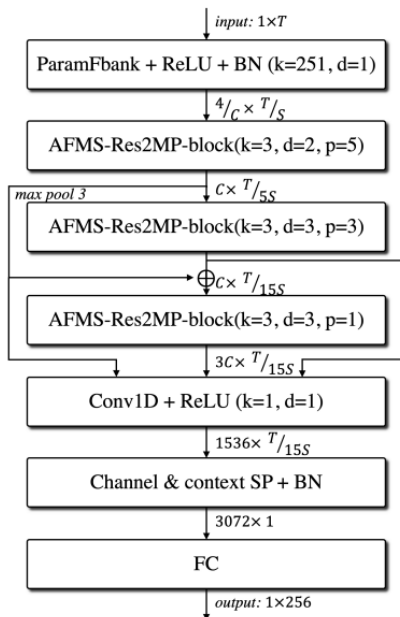 input: 1×T
ParamFbank + ReLU + BN (k=251, d=1)
4/C × T/S
AFMS-Res2MP-block(k=3, d=2, p=5)
max pool 3
C× T/5S
AFMS-Res2MP-block(k=3, d=3, p=3)
C× T/15S
AFMS-Res2MP-block(k=3, d=3, p=1)
3C× T/15S
Conv1D + ReLU (k=1, d=1)
1536× T/15S
Channel & context SP + BN
3072× 1
FC
output: 1×256